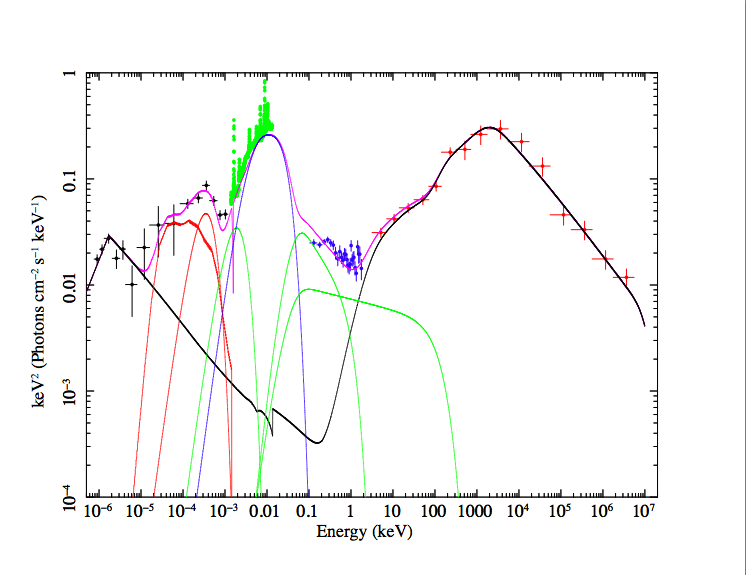 1
0.1
0.01
10⁻³
10⁻⁴
keV² (Photons cm⁻² s⁻¹ keV⁻¹)
10⁻⁶ 10⁻⁵ 10⁻⁴ 10⁻³ 0.01 0.1 1 10 100 1000 10⁴ 10⁵ 10⁶ 10⁷
Energy (keV)